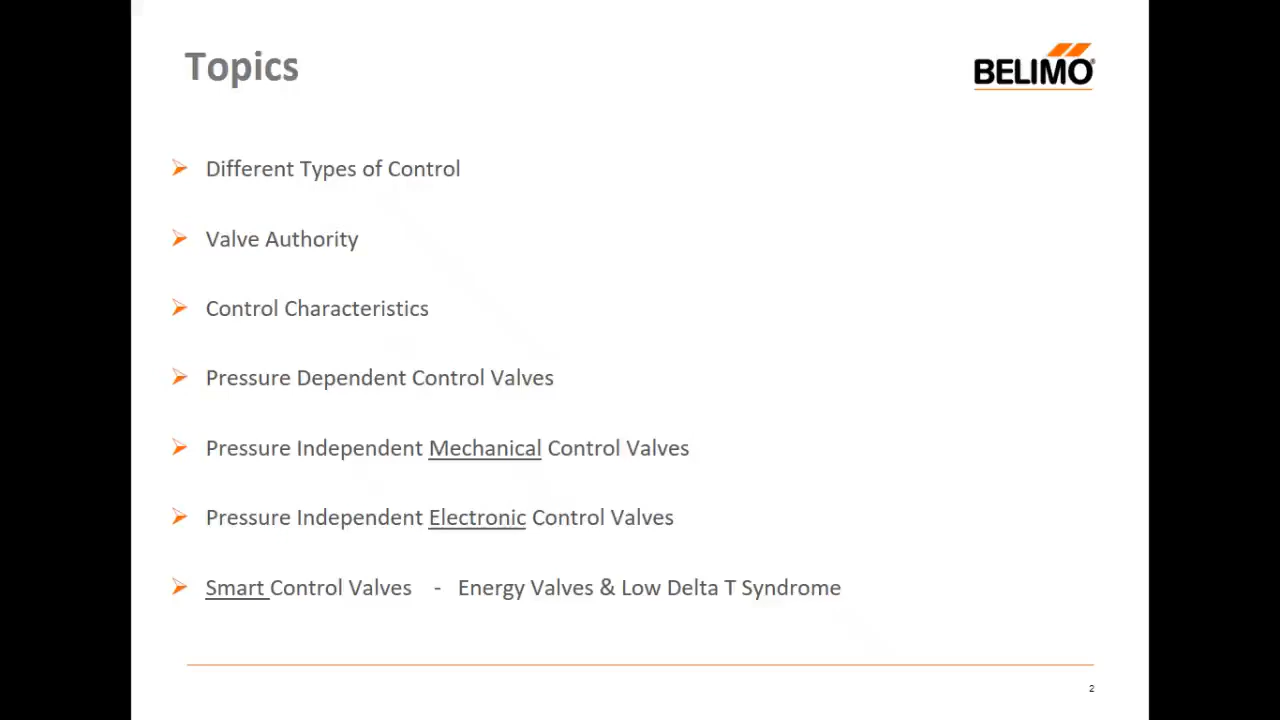 Topics
BELIMO
Different Types of Control
Valve Authority
Control Characteristics
Pressure Dependent Control Valves
Pressure Independent Mechanical Control Valves
Pressure Independent Electronic Control Valves
Smart Control Valves - Energy Valves & Low Delta T Syndrome
2